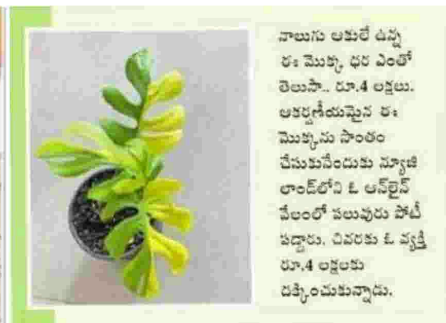 నాలుగు ఆకులే ఉన్న
ఈ మొక్క ధర ఎంతో
తెలుసా.. రూ.4 లక్షలు.
ఆకర్షణీయమైన ఈ
మొక్కను సొంతం
చేసుకునేందుకు న్యూజి
లాండ్‌లోని ఓ ఆన్‌లైన్
వేలంలో పలువురు పోటీ
పడ్డారు. చివరకు ఓ వ్యక్తి
రూ.4 లక్షలకు
దక్కించుకున్నాడు.